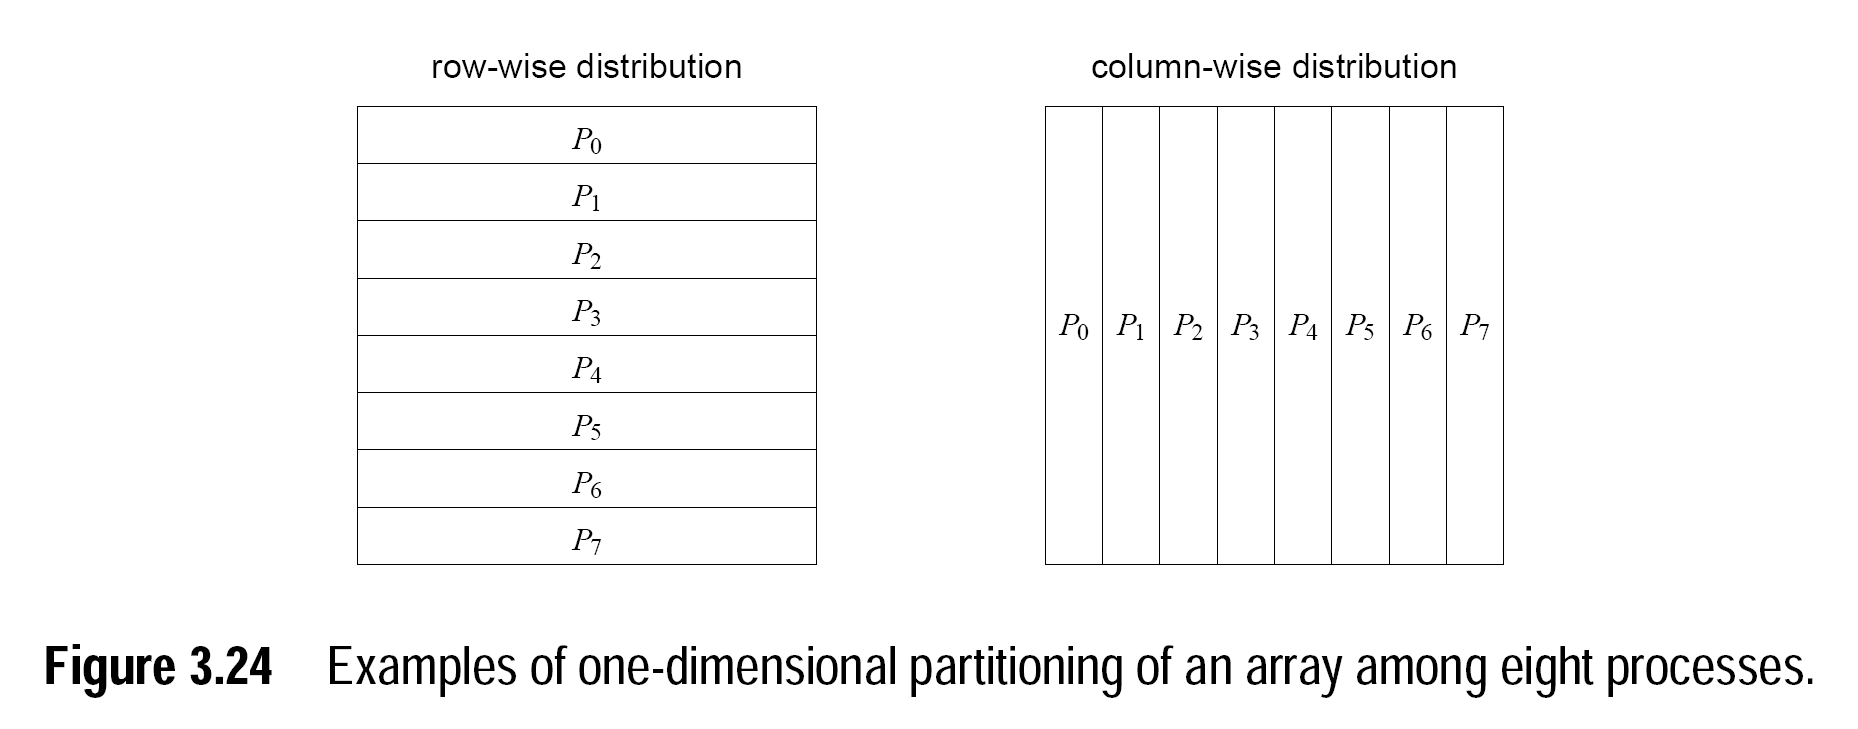 row-wise distribution
column-wise distribution
P0
P1
P2
P3
P4
P5
P6
P7
P0 P1 P2 P3 P4 P5 P6 P7
Figure 3.24 Examples of one-dimensional partitioning of an array among eight processes.